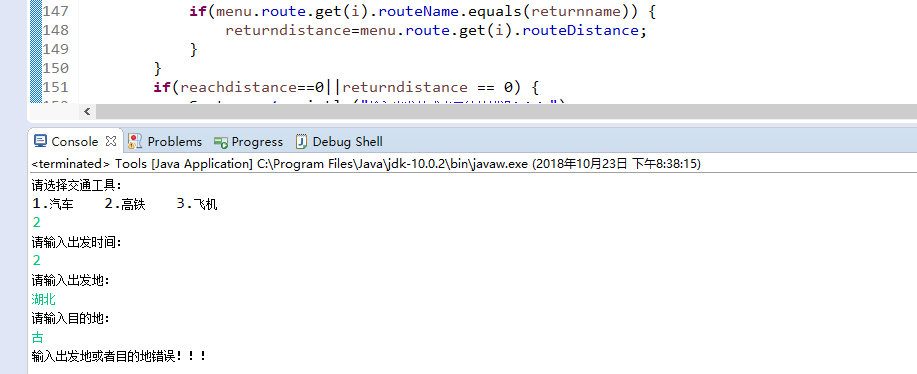 147 if(menu.route.get(i).routeName.equals(returnname)) {
148 returndistance=menu.route.get(i).routeDistance;
149 }
150 }
151 if(reachdistance==0||returndistance == 0) {
Console Problems Progress Debug Shell
<terminated> Tools [Java Application] C:\Program Files\Java\jdk-10.0.2\bin\javaw.exe (2018年10月23日 下午8:38:15)
请选择交通工具:
1.汽车 2.高铁 3.飞机
2
请输入出发时间:
2
请输入出发地:
湖北
请输入目的地:
古
输入出发地或者目的地错误!!!